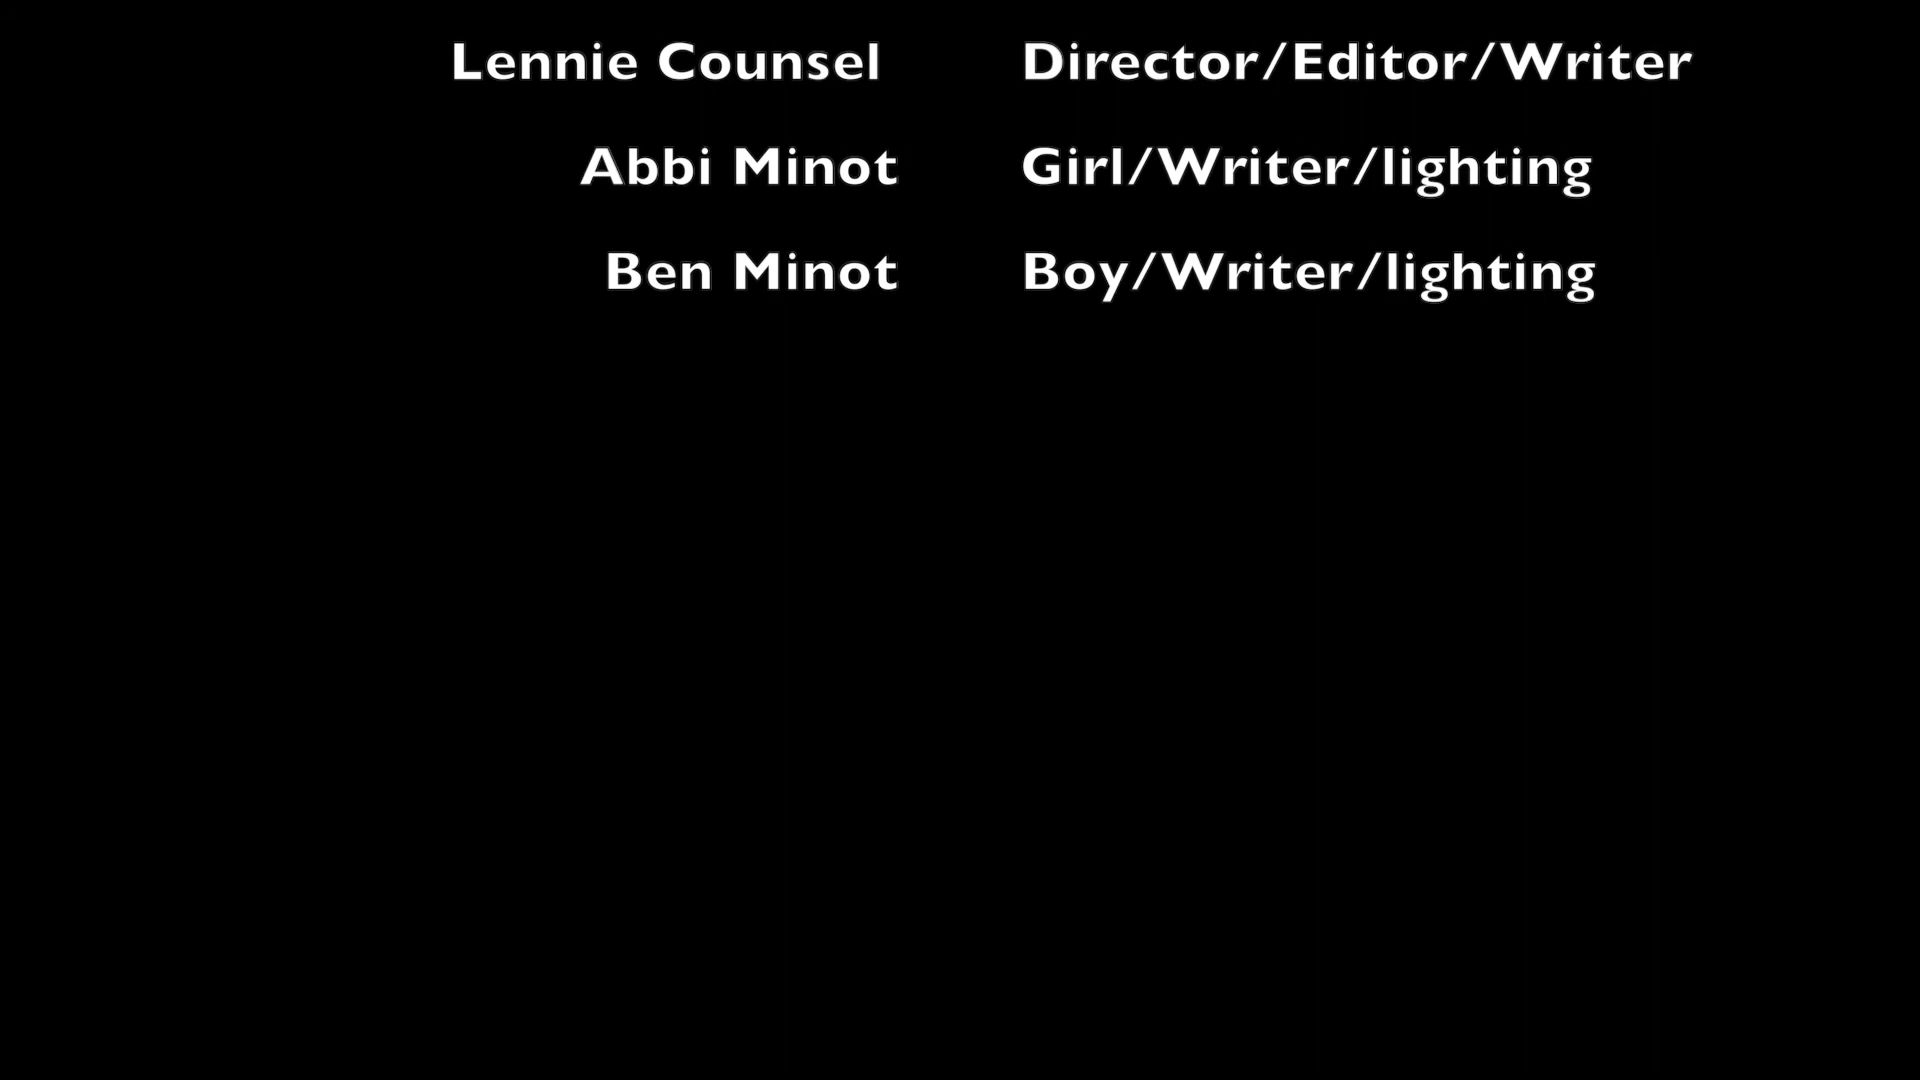 Lennie Counsel Director/Editor/Writer
Abbi Minot Girl/Writer/lighting
Ben Minot Boy/Writer/lighting